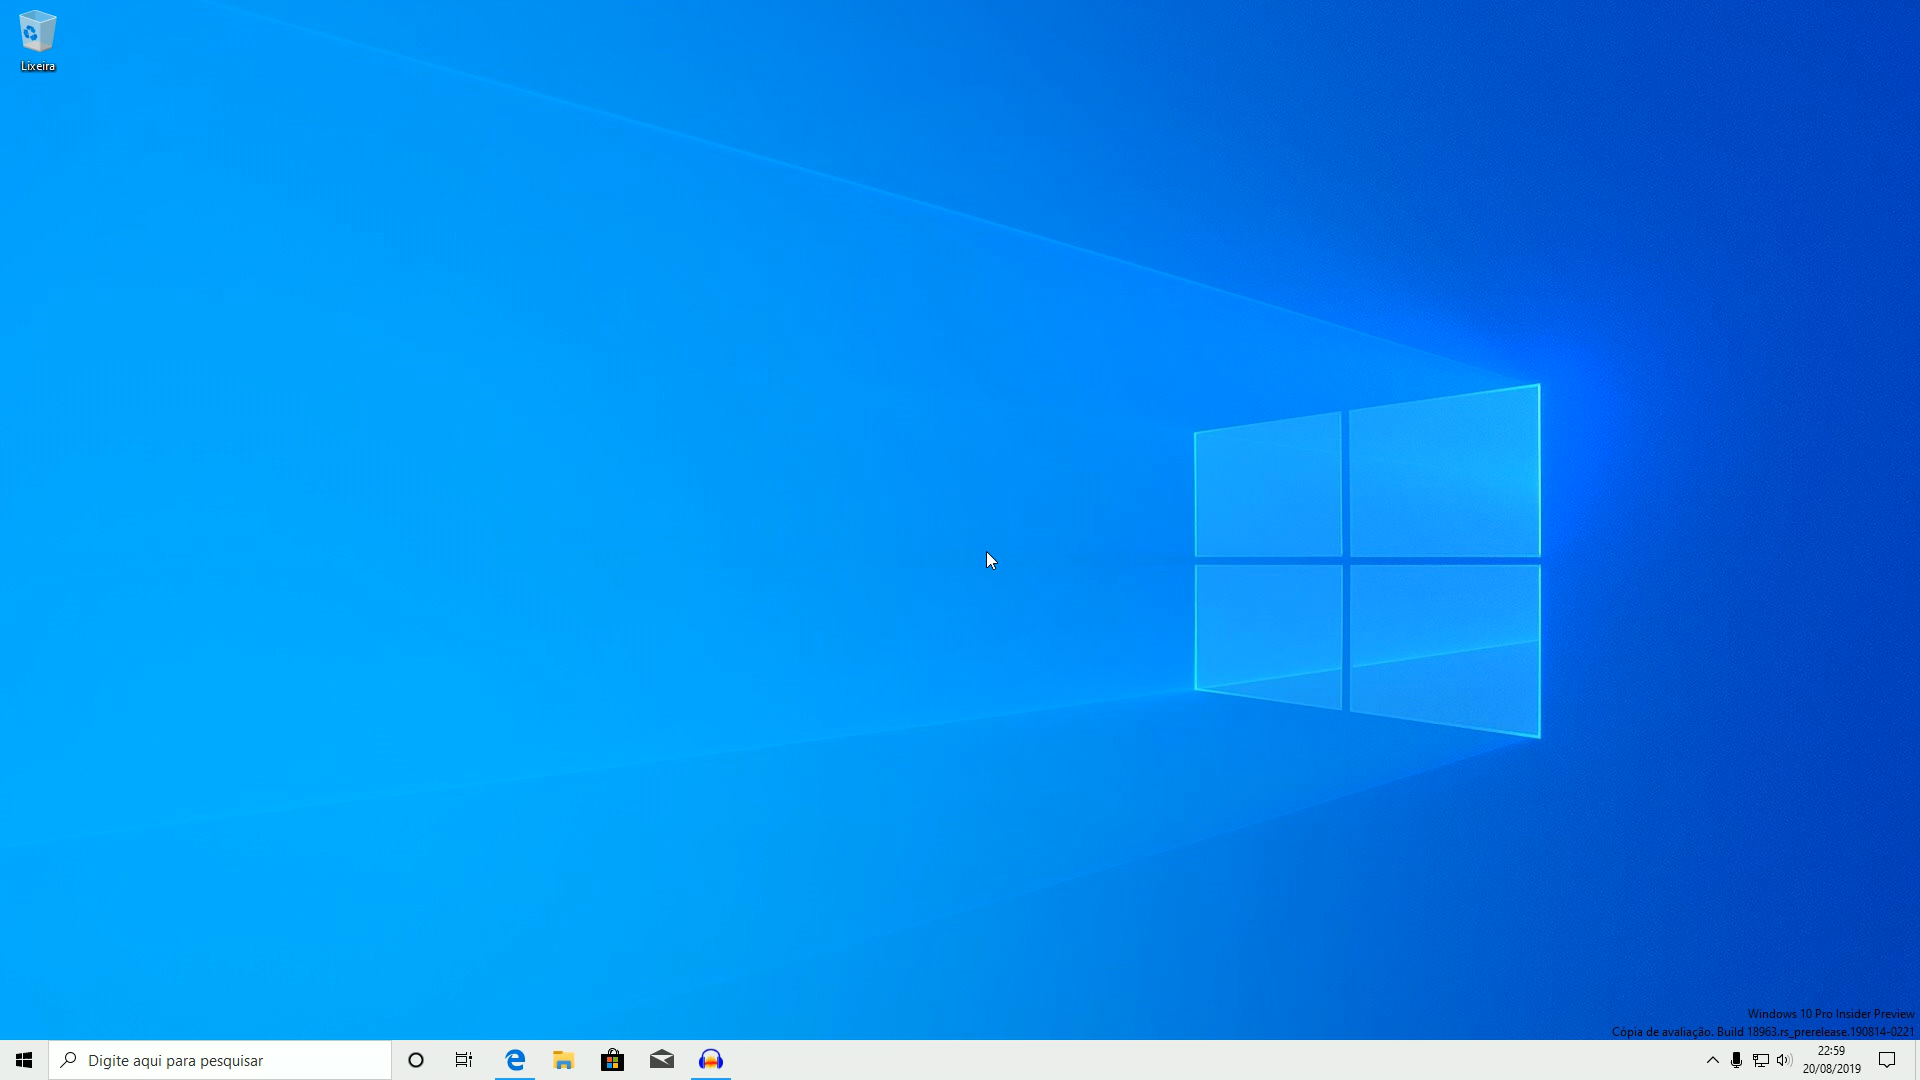 Lixeira
Windows 10 Pro Insider Preview
Cópia de avaliação. Build 18963.rs_prerelease.190814-0221
Digite aqui para pesquisar
22:59
20/08/2019